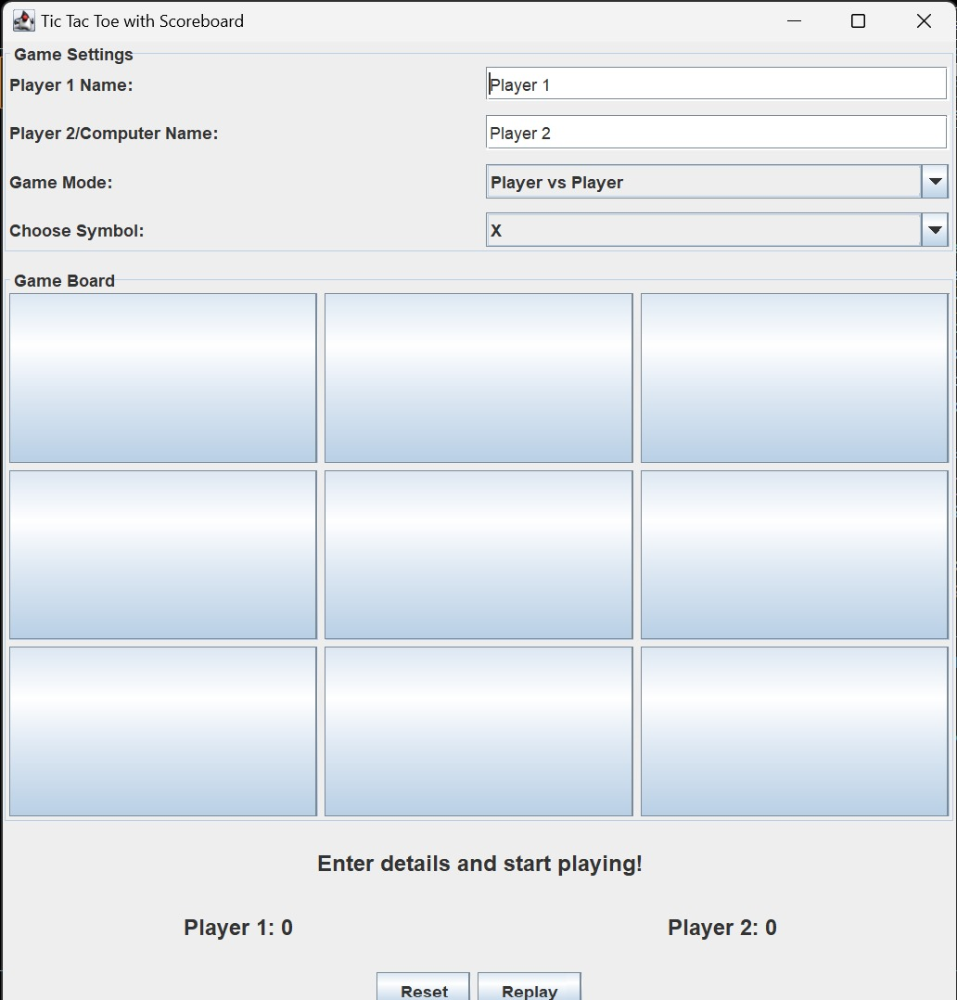 Tic Tac Toe with Scoreboard
Game Settings
Player 1 Name: Player 1
Player 2/Computer Name: Player 2
Game Mode: Player vs Player
Choose Symbol: X
Game Board
Enter details and start playing!
Player 1: 0 Player 2: 0
Reset Replay